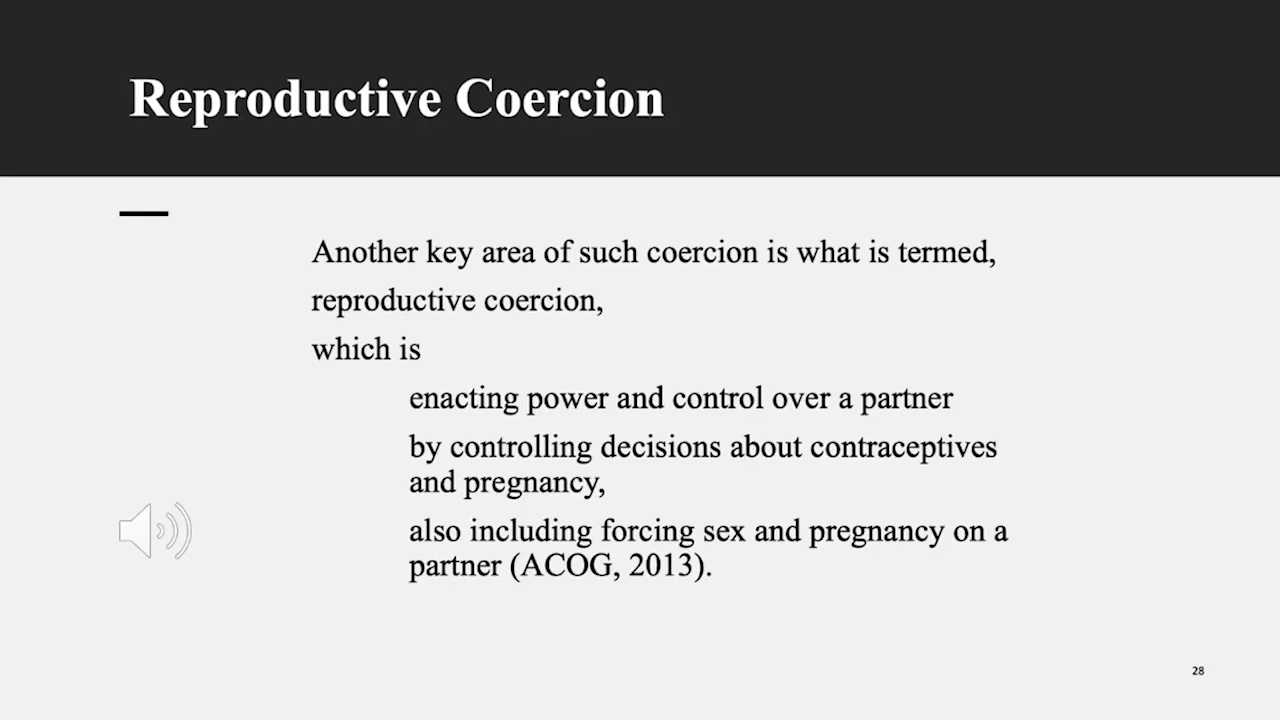 Reproductive Coercion
Another key area of such coercion is what is termed,
reproductive coercion,
which is
enacting power and control over a partner
by controlling decisions about contraceptives
and pregnancy,
also including forcing sex and pregnancy on a
partner (ACOG, 2013).
28